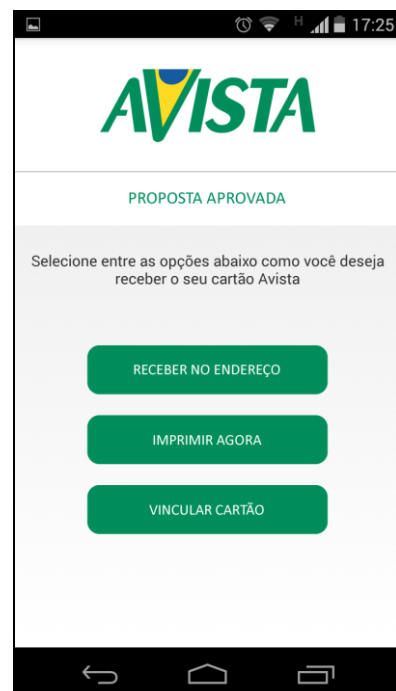 H 17:25
AVISTA
PROPOSTA APROVADA
Selecione entre as opções abaixo como você deseja
receber o seu cartão Avista
RECEBER NO ENDEREÇO
IMPRIMIR AGORA
VINCULAR CARTÃO